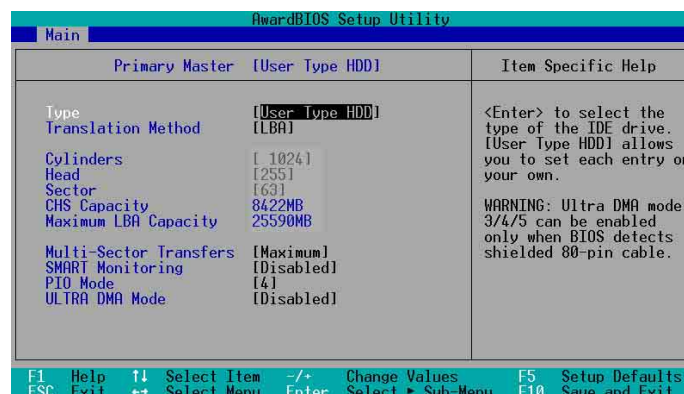 AwardBIOS Setup Utility
Main
Primary Master [User Type HDD]
Item Specific Help
Type [User Type HDD]
Translation Method [LBA]
Cylinders [ 1024]
Head [255]
Sector [63]
CHS Capacity 8422MB
Maximum LBA Capacity 25590MB
Multi-Sector Transfers [Maximum]
SMART Monitoring [Disabled]
PIO Mode [4]
ULTRA DMA Mode [Disabled]
<Enter> to select the
type of the IDE drive.
[User Type HDD] allows
you to set each entry on
your own.
WARNING: Ultra DMA mode
3/4/5 can be enabled
only when BIOS detects
shielded 80-pin cable.
F1 Help ↑↓ Select Item -/+ Change Values F5 Setup Defaults
ESC Exit ←→ Select Menu Enter Select ► Sub-Menu F10 Save and Exit